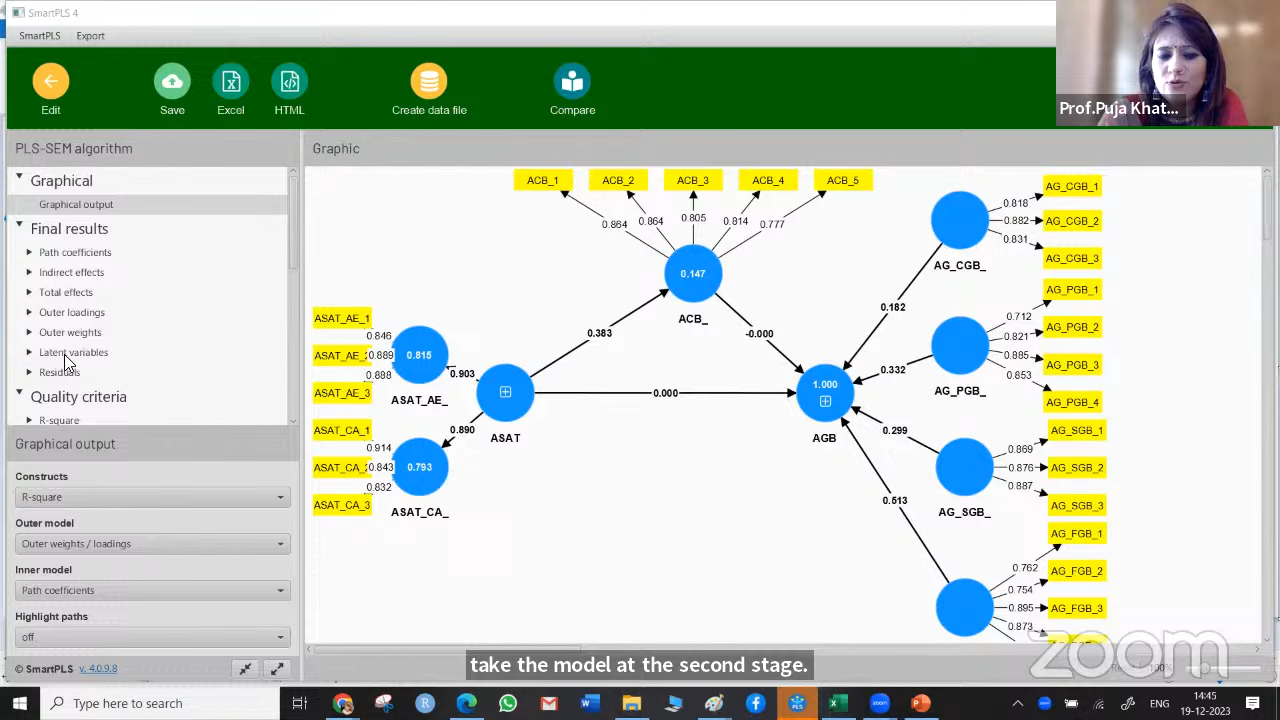 SmartPLS 4
SmartPLS Export
Edit Save Excel HTML Create data file Compare
Prof.Puja Khat...
PLS-SEM algorithm
Graphical
Graphical output
Final results
Path coefficients
Indirect effects
Total effects
Outer loadings
Outer weights
Latent variables
Residuals
Quality criteria
R-square
Graphical output
Constructs
R-square
Outer model
Outer weights / loadings
Inner model
Path coefficients
Highlight paths
off
© SmartPLS v. 4.0.9.8
Graphic
ACB_1 ACB_2 ACB_3 ACB_4 ACB_5
0.864 0.864 0.805 0.814 0.777
0.147
ACB_
0.383
-0.000
ASAT_AE_1
0.846
ASAT_AE_ 0.889
0.888
ASAT_AE_3
0.815
ASAT_AE_
0.903
ASAT_CA_1
0.914
ASAT_CA_ 0.843
0.832
ASAT_CA_3
0.793
ASAT_CA_
0.890
ASAT
0.000
1.000
AGB
AG_CGB_
0.818 AG_CGB_1
0.882 AG_CGB_2
0.831 AG_CGB_3
0.182
AG_PGB_
0.712 AG_PGB_1
0.821 AG_PGB_2
0.885 AG_PGB_3
0.853 AG_PGB_4
0.332
AG_SGB_
0.869 AG_SGB_1
0.876 AG_SGB_2
0.887 AG_SGB_3
0.299
0.513
0.762 AG_FGB_1
0.754 AG_FGB_2
0.895 AG_FGB_3
0.873
take the model at the second stage.
zoom
Type here to search
ENG
14:45
19-12-2023